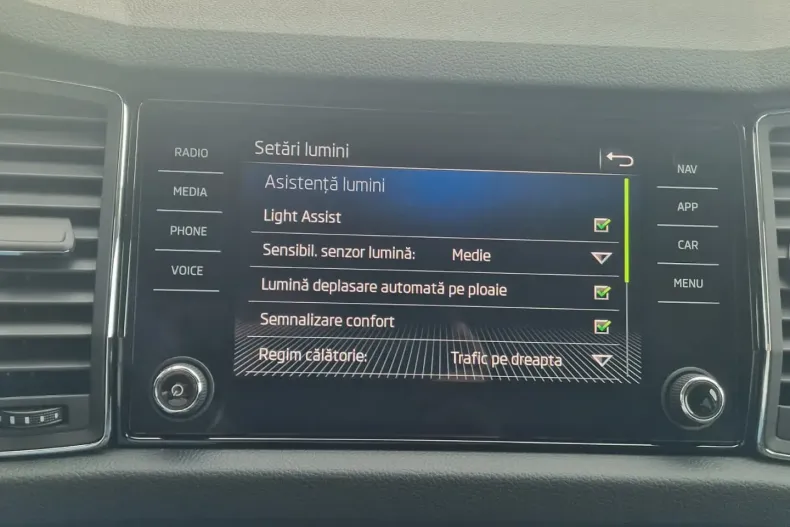 RADIO
MEDIA
PHONE
VOICE
Setări lumini
Asistență lumini
Light Assist
Sensibil. senzor lumină: Medie
Lumină deplasare automată pe ploaie
Semnalizare confort
Regim călătorie: Trafic pe dreapta
NAV
APP
CAR
MENU